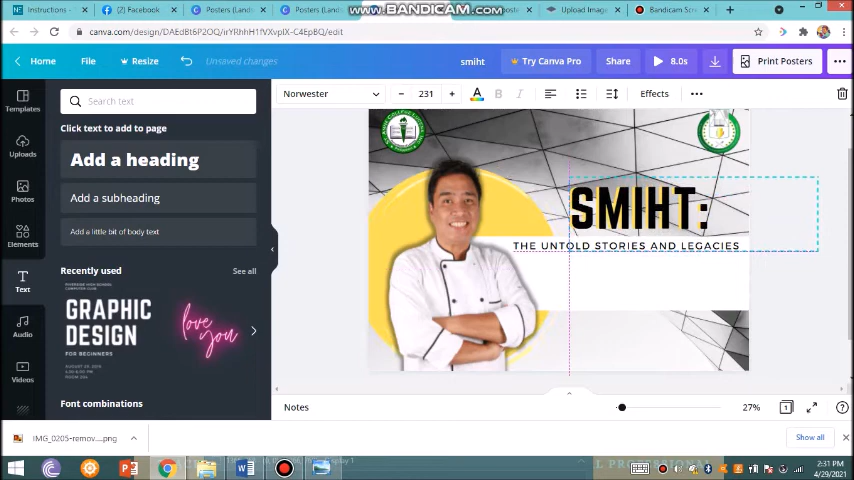 Instructions -
(2) Facebook
Posters (Land
Posters (Land
WWW.BANDICAM.COM
Upload Image
Bandicam Scre
canva.com/design/DAEdBt6P2OQ/irYRhhH1fVXvpIX-C4EpBQ/edit
Home
File
Resize
Unsaved changes
smiht
Try Canva Pro
Share
8.0s
Print Posters
Templates
Search text
Norwester
231
B
I
Effects
Click text to add to page
Add a heading
Uploads
Add a subheading
Photos
Add a little bit of body text
Elements
Recently used
See all
Text
GRAPHIC
DESIGN
FOR BEGINNERS
love
you
Audio
Videos
Font combinations
SMIHT:
THE UNTOLD STORIES AND LEGACIES
Notes
1
27%
IMG_0205-remov....png
Show all
2:31 PM
4/29/2021